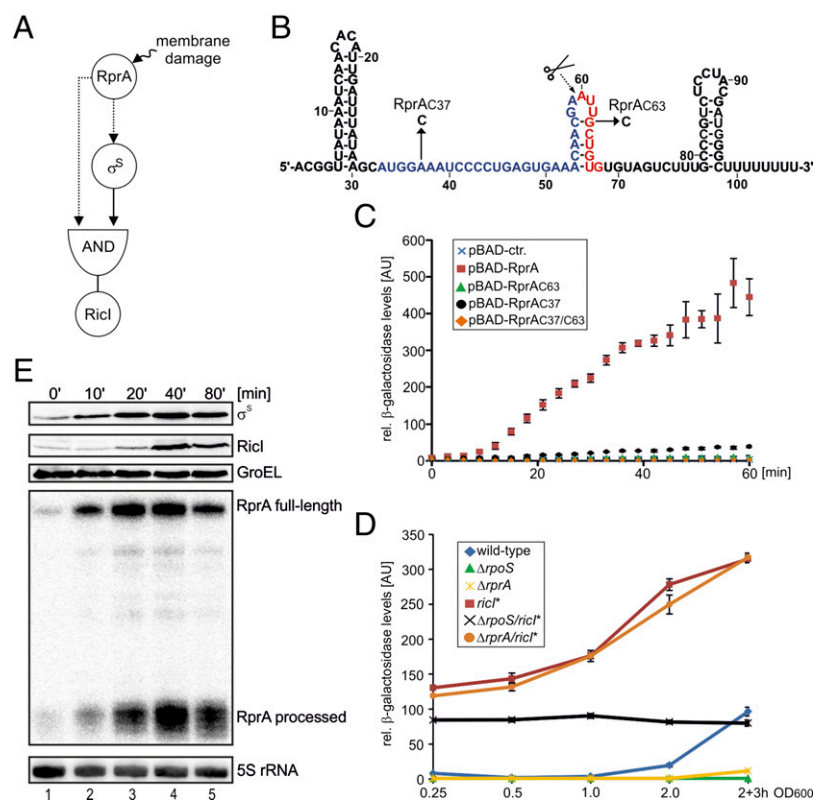 A
membrane
damage
RprA
σS
AND
RicI
B
10
20
30
40
50
60
70
80
90
100
RprAC37
C
RprAC63
C
5'-ACGGU AGCAUGGAAAUCCCCUGAGUGAAA GUGUAGUCUUUG CUUUUUUUU-3'
C
rel. β-galactosidase levels [AU]
600
500
400
300
200
100
0
pBAD-ctr.
pBAD-RprA
pBAD-RprAC63
pBAD-RprAC37
pBAD-RprAC37/C63
0 20 40 60 [min]
D
rel. β-galactosidase levels [AU]
350
300
250
200
150
100
50
0
wild-type
ΔrpoS
ΔrprA
ricI*
ΔrpoS/ricI*
ΔrprA/ricI*
0.25 0.5 1.0 2.0 2+3h OD600
E
0' 10' 20' 40' 80' [min]
σS
RicI
GroEL
RprA full-length
RprA processed
5S rRNA
1 2 3 4 5